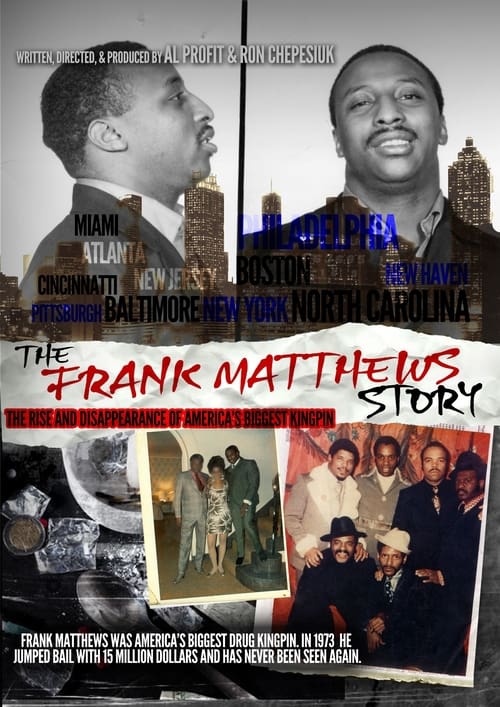 WRITTEN, DIRECTED, & PRODUCED BY AL PROFIT & RON CHEPESIUK
MIAMI PHILADELPHIA
ATLANTA
CINCINNATTI NEW JERSEY BOSTON NEW HAVEN
PITTSBURGH BALTIMORE NEW YORK NORTH CAROLINA
THE
FRANK MATTHEWS
STORY
THE RISE AND DISAPPEARANCE OF AMERICA'S BIGGEST KINGPIN
FRANK MATTHEWS WAS AMERICA'S BIGGEST DRUG KINGPIN. IN 1973 HE
JUMPED BAIL WITH 15 MILLION DOLLARS AND HAS NEVER BEEN SEEN AGAIN.